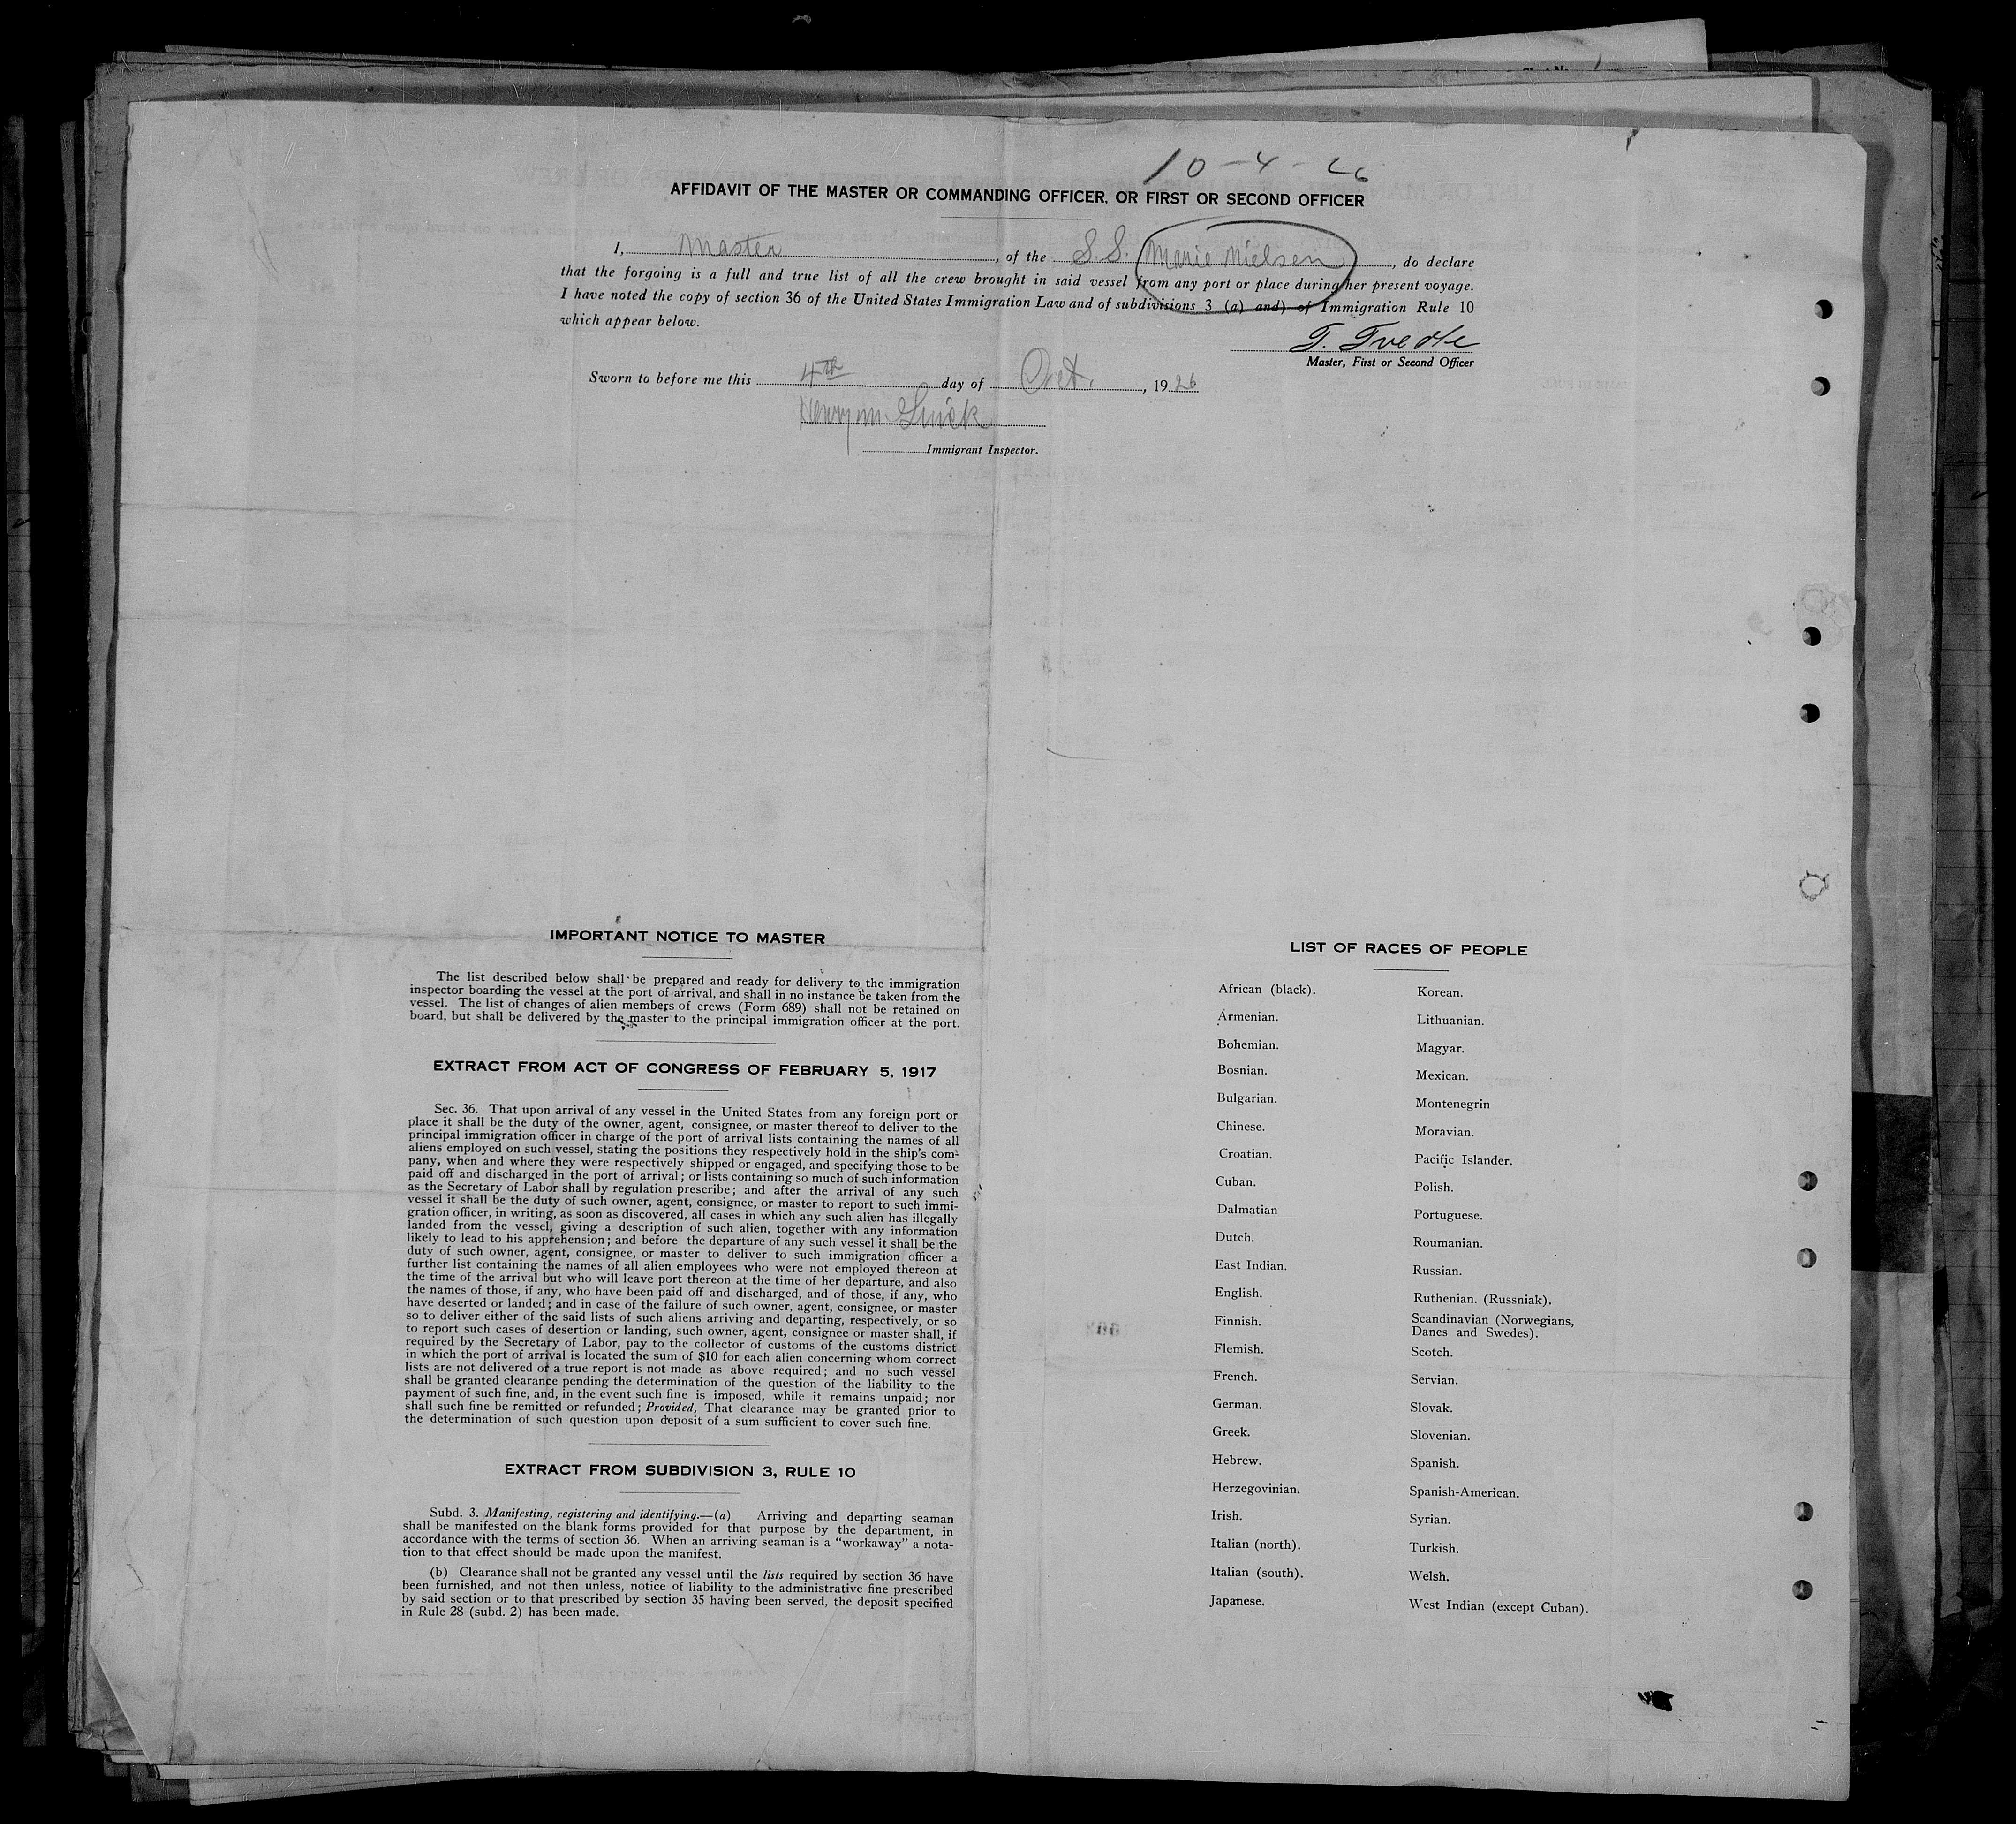 10-4-26
AFFIDAVIT OF THE MASTER OR COMMANDING OFFICER, OR FIRST OR SECOND OFFICER
I, Master, of the S.S. Marie Nielsen, do declare
that the forgoing is a full and true list of all the crew brought in said vessel from any port or place during her present voyage.
I have noted the copy of section 36 of the United States Immigration Law and of subdivisions 3 (a) and) of Immigration Rule 10
which appear below.
T. Tvedte
Master, First or Second Officer
Sworn to before me this 4th day of Oct., 1926
Henry M.
Immigrant Inspector.
IMPORTANT NOTICE TO MASTER
The list described below shall be prepared and ready for delivery to the immigration
inspector boarding the vessel at the port of arrival, and shall in no instance be taken from the
vessel. The list of changes of alien members of crews (Form 689) shall not be retained on
board, but shall be delivered by the master to the principal immigration officer at the port.
EXTRACT FROM ACT OF CONGRESS OF FEBRUARY 5, 1917
Sec. 36. That upon arrival of any vessel in the United States from any foreign port or
place it shall be the duty of the owner, agent, consignee, or master thereof to deliver to the
principal immigration officer in charge of the port of arrival lists containing the names of all
aliens employed on such vessel, stating the positions they respectively hold in the ship's com-
pany, when and where they were respectively shipped or engaged, and specifying those to be
paid off and discharged in the port of arrival; or lists containing so much of such information
as the Secretary of Labor shall by regulation prescribe; and after the arrival of any such
vessel it shall be the duty of such owner, agent, consignee, or master to report to such immi-
gration officer, in writing, as soon as discovered, all cases in which any such alien has illegally
landed from the vessel, giving a description of such alien, together with any information
likely to lead to his apprehension; and before the departure of any such vessel it shall be the
duty of such owner, agent, consignee, or master to deliver to such immigration officer a
further list containing the names of all alien employees who were not employed thereon at
the time of the arrival but who will leave port thereon at the time of her departure, and also
the names of those, if any, who have been paid off and discharged, and of those, if any, who
have deserted or landed; and in case of the failure of such owner, agent, consignee, or master
so to deliver either of the said lists of such aliens arriving and departing, respectively, or so
to report such cases of desertion or landing, such owner, agent, consignee or master shall, if
required by the Secretary of Labor, pay to the collector of customs of the customs district
in which the port of arrival is located the sum of $10 for each alien concerning whom correct
lists are not delivered or a true report is not made as above required; and no such vessel
shall be granted clearance pending the determination of the question of the liability to the
payment of such fine, and, in the event such fine is imposed, while it remains unpaid; nor
shall such fine be remitted or refunded; Provided, That clearance may be granted prior to
the determination of such question upon deposit of a sum sufficient to cover such fine.
EXTRACT FROM SUBDIVISION 3, RULE 10
Subd. 3. Manifesting, registering and identifying.—(a) Arriving and departing seaman
shall be manifested on the blank forms provided for that purpose by the department, in
accordance with the terms of section 36. When an arriving seaman is a "workaway" a nota-
tion to that effect should be made upon the manifest.
(b) Clearance shall not be granted any vessel until the lists required by section 36 have
been furnished, and not then unless, notice of liability to the administrative fine prescribed
by said section or to that prescribed by section 35 having been served, the deposit specified
in Rule 28 (subd. 2) has been made.
LIST OF RACES OF PEOPLE
African (black).
Armenian.
Bohemian.
Bosnian.
Bulgarian.
Chinese.
Croatian.
Cuban.
Dalmatian
Dutch.
East Indian.
English.
Finnish.
Flemish.
French.
German.
Greek.
Hebrew.
Herzegovinian.
Irish.
Italian (north).
Italian (south).
Japanese.
Korean.
Lithuanian.
Magyar.
Mexican.
Montenegrin
Moravian.
Pacific Islander.
Polish.
Portuguese.
Roumanian.
Russian.
Ruthenian. (Russniak).
Scandinavian (Norwegians,
Danes and Swedes).
Scotch.
Servian.
Slovak.
Slovenian.
Spanish.
Spanish-American.
Syrian.
Turkish.
Welsh.
West Indian (except Cuban).